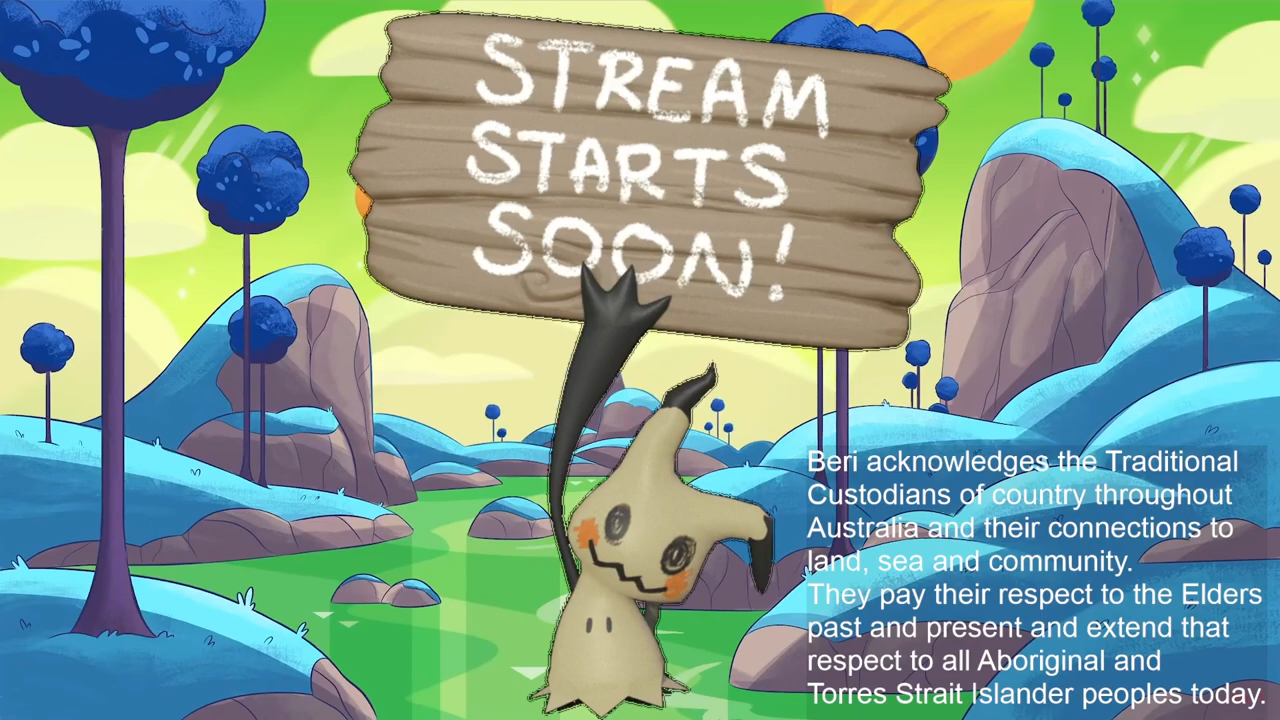 STREAM
STARTS
SOON!
Beri acknowledges the Traditional
Custodians of country throughout
Australia and their connections to
land, sea and community.
They pay their respect to the Elders
past and present and extend that
respect to all Aboriginal and
Torres Strait Islander peoples today.